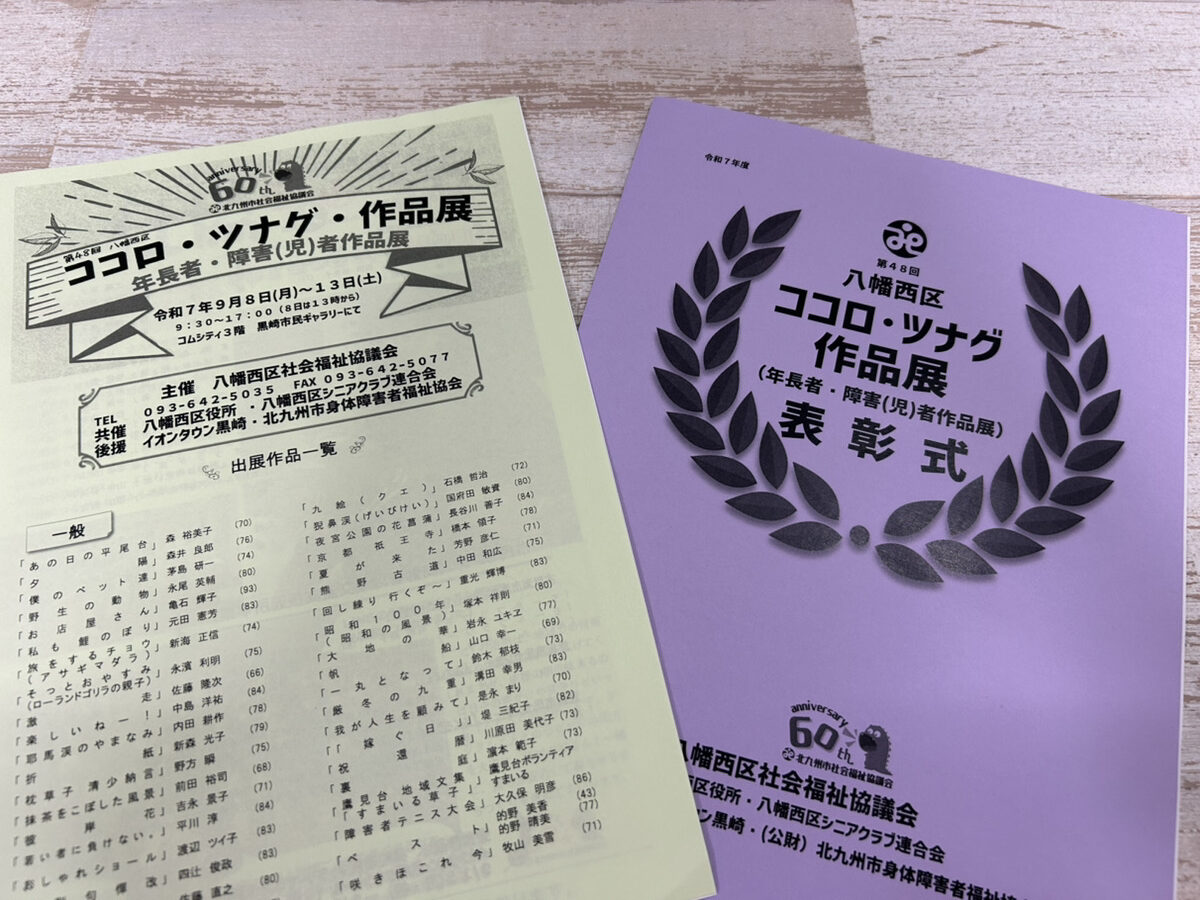 anniversary
60th
北九州市社会福祉協議会
第48回 八幡西区
ココロ・ツナグ・作品展
年長者・障害(児)者作品展
令和7年9月8日(月)～13日(土)
9:30～17:00（8日は13時から）
コムシティ3階 黒崎市民ギャラリーにて
主催 八幡西区社会福祉協議会
TEL 093-642-5035 FAX 093-642-5077
共催 八幡西区役所・八幡西区シニアクラブ連合会
後援 イオンタウン黒崎・北九州市身体障害者福祉協会
出展作品一覧
一般
「あの日の平尾台」 森 裕美子 (70)
「夕陽」 森井 良郎 (76)
「僕のペット達」 茅島 研一 (74)
「野生の動物」 永尾 英輔 (80)
「お店屋さん」 亀石 輝子 (93)
「私も鯉のぼり」 元田 憲芳 (83)
「旅をするチョウ
(アサギマダラ)」 新海 正信 (74)
「そっとおやすみ
(ローランドゴリラの親子)」 永濱 利明 (75)
「激走」 佐藤 隆次 (66)
「楽しいねー！」 中島 洋祐 (84)
「耶馬渓のやまなみ」 内田 耕作 (78)
「折紙」 新森 光子 (79)
「枕草子 清少納言」 野方 瞬 (75)
「抹茶をこぼした風景」 前田 裕司 (68)
「彼岸花」 吉永 景子 (71)
「若い者に負けない。」 平川 淳 (84)
「おしゃれショール」 渡辺 ツイ子 (83)
四辻 俊政 (83)
佐藤 直之 (80)
「九絵(クエ)」 石橋 哲治 (72)
「猊鼻渓(げいびけい)」 国府田 敏資 (80)
「夜宮公園の花菖蒲」 長谷川 善子 (84)
「京都祇王寺」 橋本 領子 (78)
「夏が来た」 芳野 彦仁 (71)
「熊野古道」 中田 和広 (75)
「回し練り 行くぞ～」 重光 輝博 (83)
「昭和100年
(昭和の風景)」 塚本 祥則 (80)
「大地の華」 岩永 ユキヱ (77)
「帆船」 山口 幸一 (69)
「一丸となって」 鈴木 郁枝 (73)
「厳冬の九重」 溝田 幸男 (83)
「我が人生を顧みて」 是永 まり (70)
「「嫁ぐ日」」 堤 三紀子 (82)
「祝還暦」 川原田 美代子 (73)
「裏庭」 濵本 範子 (73)
「鷹見台地域文集
「すまいる草子」」 鷹見台ボランティア
すまいる
「障害者テニス大会」 大久保 明彦 (86)
「ベスト」 的野 美香 (43)
的野 晴美 (77)
「咲きほこれ今」 牧山 美雪 (71)
令和7年度
第48回
八幡西区
ココロ・ツナグ
作品展
(年長者・障害(児)者作品展)
表彰式
anniversary
60th
北九州市社会福祉協議会
八幡西区社会福祉協議会
区役所・八幡西区シニアクラブ連合会
ン黒崎・(公財)北九州市身体障害者福祉協